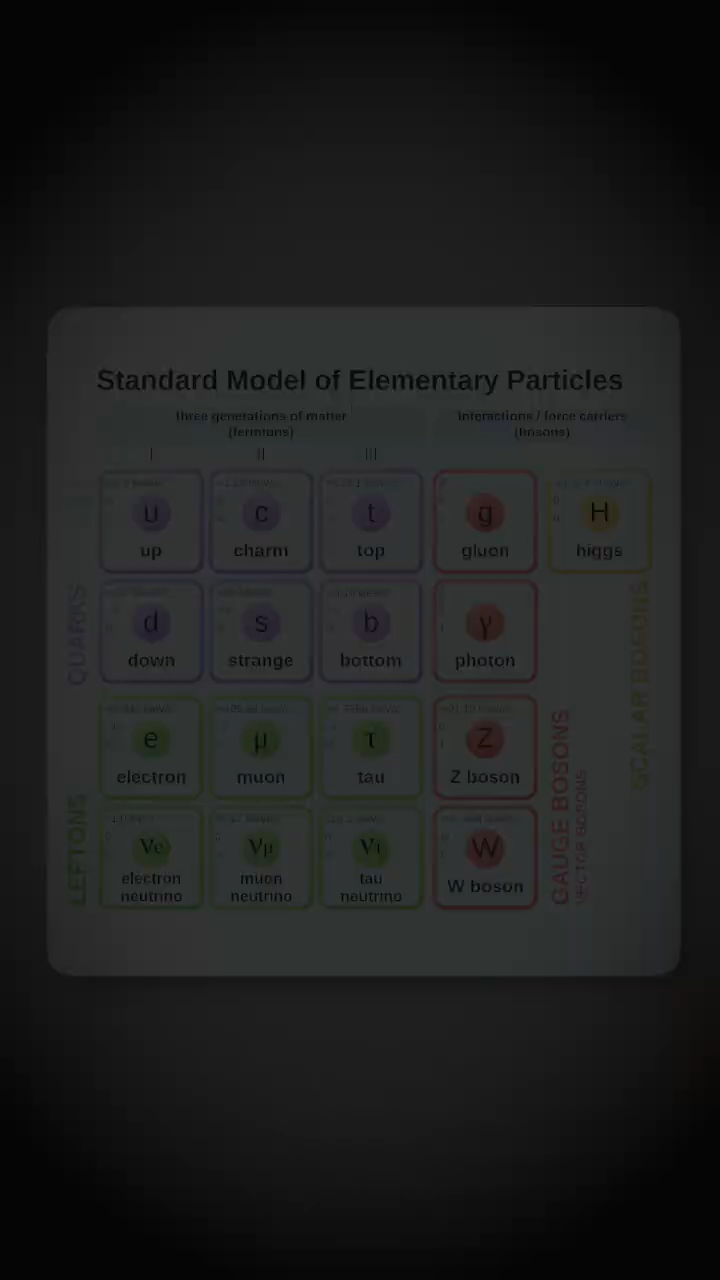 Standard Model of Elementary Particles
three generations of matter
(fermions)
interactions / force carriers
(bosons)
I
II
III
u
up
c
charm
t
top
g
gluon
H
higgs
d
down
s
strange
b
bottom
γ
photon
QUARKS
e
electron
μ
muon
τ
tau
Z
Z boson
νe
electron
neutrino
νμ
muon
neutrino
ντ
tau
neutrino
W
W boson
LEPTONS
GAUGE BOSONS
VECTOR BOSONS
SCALAR BOSONS